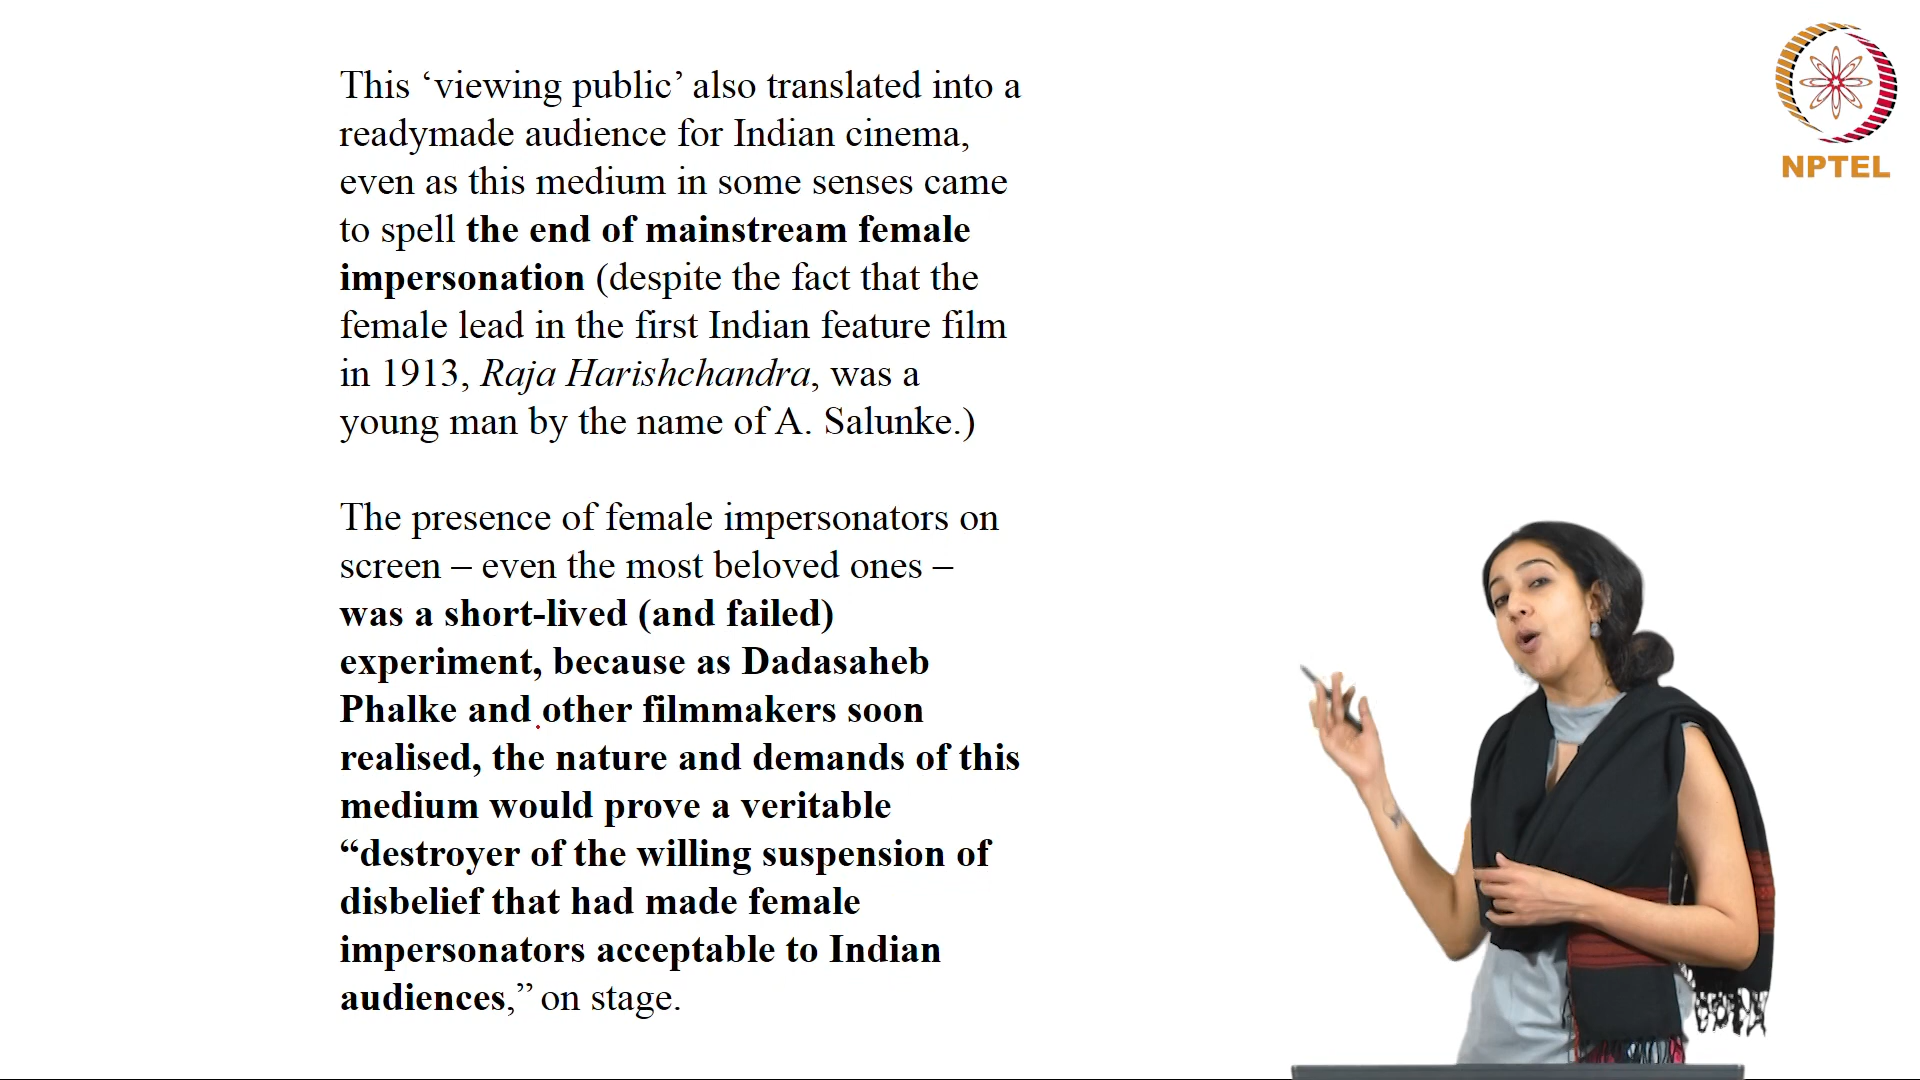 This ‘viewing public’ also translated into a
readymade audience for Indian cinema,
even as this medium in some senses came
to spell the end of mainstream female
impersonation (despite the fact that the
female lead in the first Indian feature film
in 1913, Raja Harishchandra, was a
young man by the name of A. Salunke.)
The presence of female impersonators on
screen – even the most beloved ones –
was a short-lived (and failed)
experiment, because as Dadasaheb
Phalke and other filmmakers soon
realised, the nature and demands of this
medium would prove a veritable
“destroyer of the willing suspension of
disbelief that had made female
impersonators acceptable to Indian
audiences,” on stage.
NPTEL